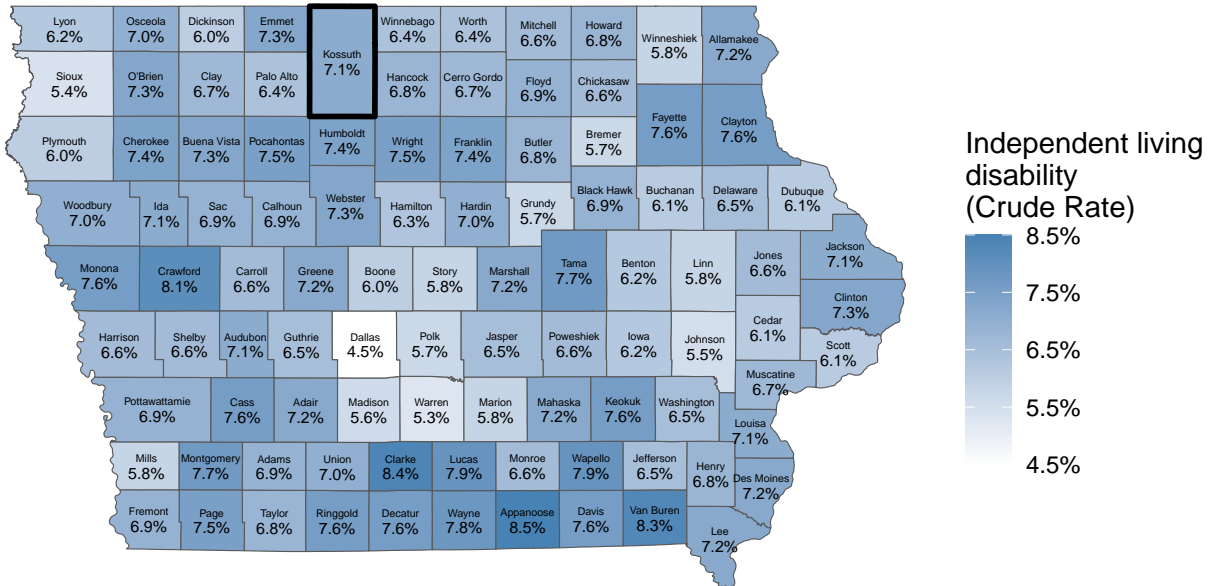 Lyon
6.2%
Osceola
7.0%
Dickinson
6.0%
Emmet
7.3%
Kossuth
7.1%
Winnebago
6.4%
Worth
6.4%
Mitchell
6.6%
Howard
6.8%
Winneshiek
5.8%
Allamakee
7.2%
Sioux
5.4%
O'Brien
7.3%
Clay
6.7%
Palo Alto
6.4%
Hancock
6.8%
Cerro Gordo
6.7%
Floyd
6.9%
Chickasaw
6.6%
Fayette
7.6%
Clayton
7.6%
Plymouth
6.0%
Cherokee
7.4%
Buena Vista
7.3%
Pocahontas
7.5%
Humboldt
7.4%
Wright
7.5%
Franklin
7.4%
Butler
6.8%
Bremer
5.7%
Woodbury
7.0%
Ida
7.1%
Sac
6.9%
Calhoun
6.9%
Webster
7.3%
Hamilton
6.3%
Hardin
7.0%
Grundy
5.7%
Black Hawk
6.9%
Buchanan
6.1%
Delaware
6.5%
Dubuque
6.1%
Monona
7.6%
Crawford
8.1%
Carroll
6.6%
Greene
7.2%
Boone
6.0%
Story
5.8%
Marshall
7.2%
Tama
7.7%
Benton
6.2%
Linn
5.8%
Jones
6.6%
Jackson
7.1%
Clinton
7.3%
Harrison
6.6%
Shelby
6.6%
Audubon
7.1%
Guthrie
6.5%
Dallas
4.5%
Polk
5.7%
Jasper
6.5%
Poweshiek
6.6%
Iowa
6.2%
Johnson
5.5%
Cedar
6.1%
Scott
6.1%
Muscatine
6.7%
Pottawattamie
6.9%
Cass
7.6%
Adair
7.2%
Madison
5.6%
Warren
5.3%
Marion
5.8%
Mahaska
7.2%
Keokuk
7.6%
Washington
6.5%
Louisa
7.1%
Mills
5.8%
Montgomery
7.7%
Adams
6.9%
Union
7.0%
Clarke
8.4%
Lucas
7.9%
Monroe
6.6%
Wapello
7.9%
Jefferson
6.5%
Henry
6.8%
Des Moines
7.2%
Fremont
6.9%
Page
7.5%
Taylor
6.8%
Ringgold
7.6%
Decatur
7.6%
Wayne
7.8%
Appanoose
8.5%
Davis
7.6%
Van Buren
8.3%
Lee
7.2%
Independent living
disability
(Crude Rate)
8.5%
7.5%
6.5%
5.5%
4.5%